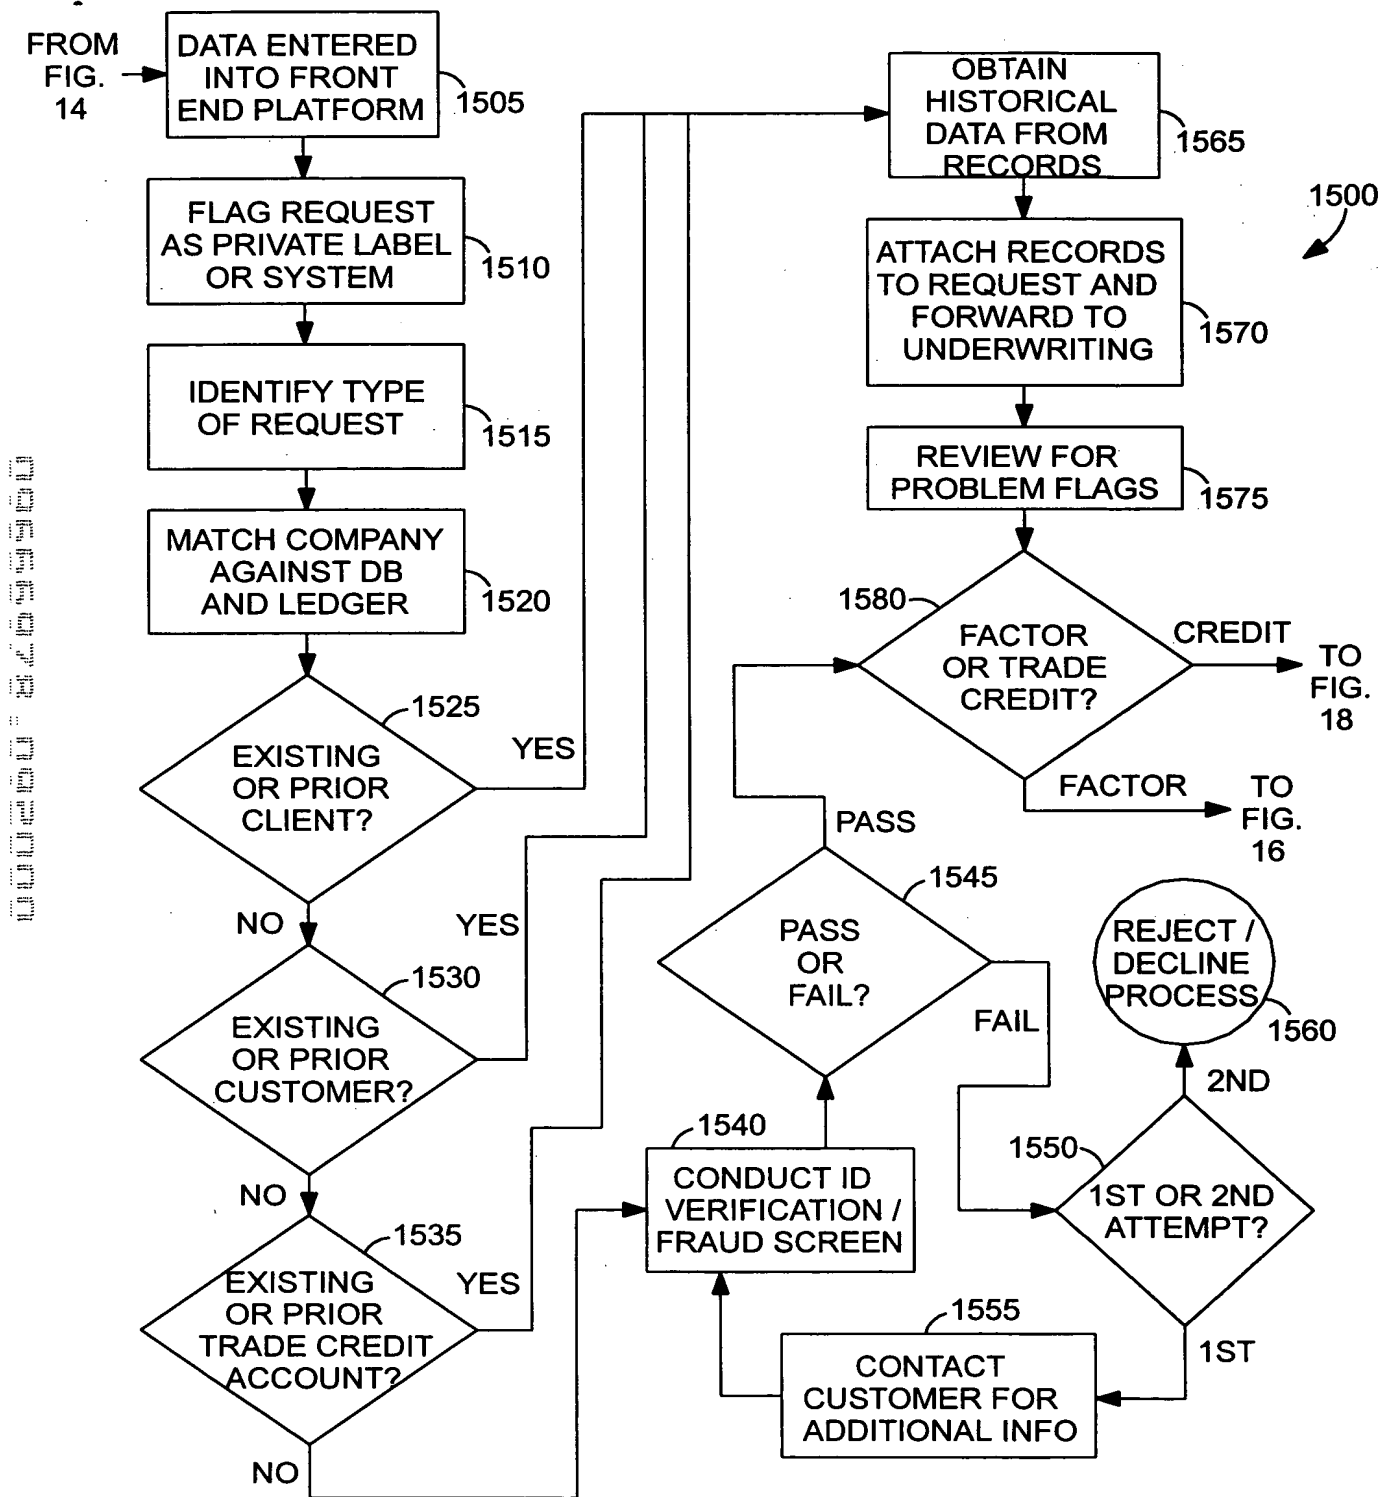 FROM
FIG.
14
DATA ENTERED
INTO FRONT
END PLATFORM
1505
FLAG REQUEST
AS PRIVATE LABEL
OR SYSTEM
1510
IDENTIFY TYPE
OF REQUEST
1515
MATCH COMPANY
AGAINST DB
AND LEDGER
1520
1525
EXISTING
OR PRIOR
CLIENT?
YES
NO
1530
EXISTING
OR PRIOR
CUSTOMER?
YES
NO
1535
EXISTING
OR PRIOR
TRADE CREDIT
ACCOUNT?
YES
NO
1540
CONDUCT ID
VERIFICATION /
FRAUD SCREEN
1545
PASS
OR
FAIL?
PASS
FAIL
1550
1ST OR 2ND
ATTEMPT?
1ST
2ND
1555
CONTACT
CUSTOMER FOR
ADDITIONAL INFO
REJECT /
DECLINE
PROCESS
1560
OBTAIN
HISTORICAL
DATA FROM
RECORDS
1565
1500
ATTACH RECORDS
TO REQUEST AND
FORWARD TO
UNDERWRITING
1570
REVIEW FOR
PROBLEM FLAGS
1575
1580
FACTOR
OR TRADE
CREDIT?
CREDIT
TO
FIG.
18
FACTOR
TO
FIG.
16